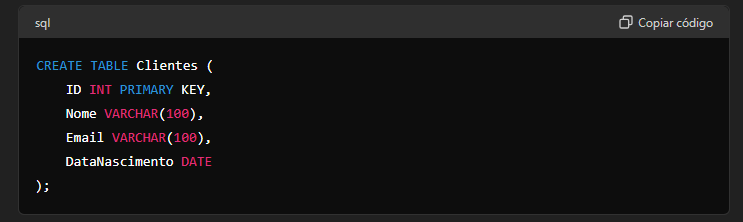 sql
Copiar código
CREATE TABLE Clientes (
    ID INT PRIMARY KEY,
    Nome VARCHAR(100),
    Email VARCHAR(100),
    DataNascimento DATE
);